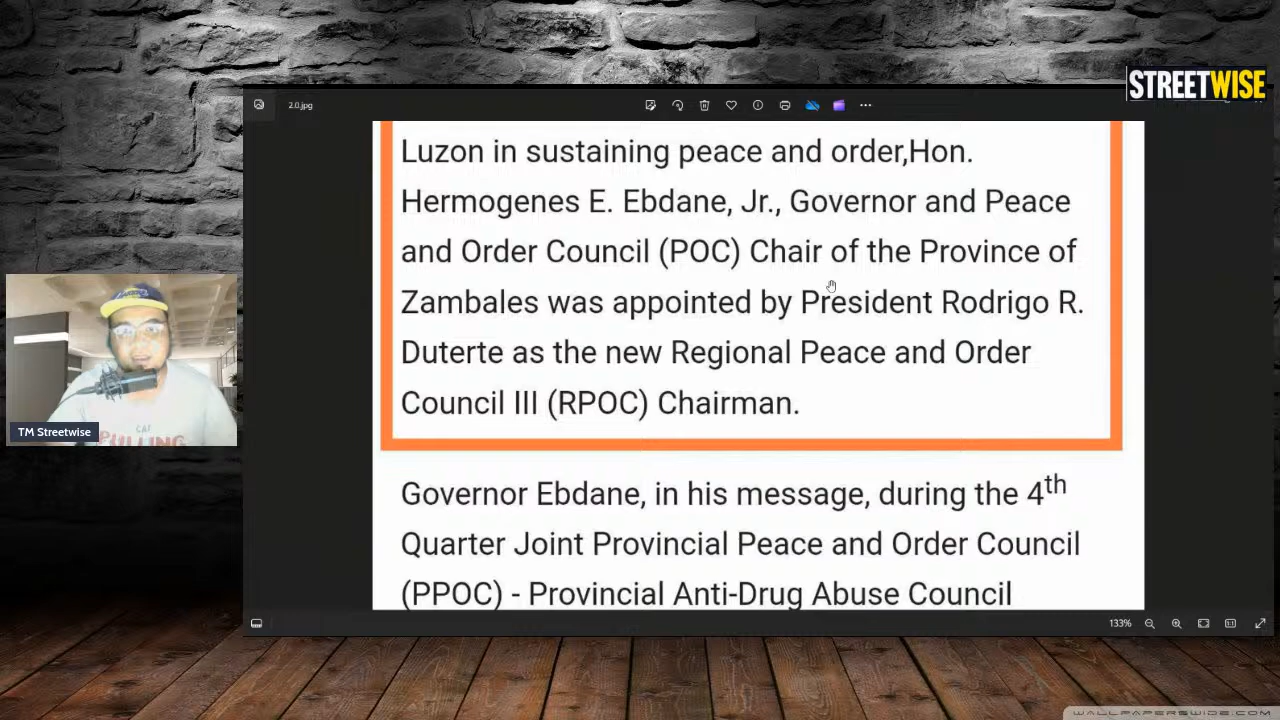 STREETWISE
2.0.jpg
Luzon in sustaining peace and order,Hon.
Hermogenes E. Ebdane, Jr., Governor and Peace
and Order Council (POC) Chair of the Province of
Zambales was appointed by President Rodrigo R.
Duterte as the new Regional Peace and Order
Council III (RPOC) Chairman.
Governor Ebdane, in his message, during the 4th
Quarter Joint Provincial Peace and Order Council
(PPOC) - Provincial Anti-Drug Abuse Council
TM Streetwise
PULLING
133%
WALLPAPERSWIDE.COM